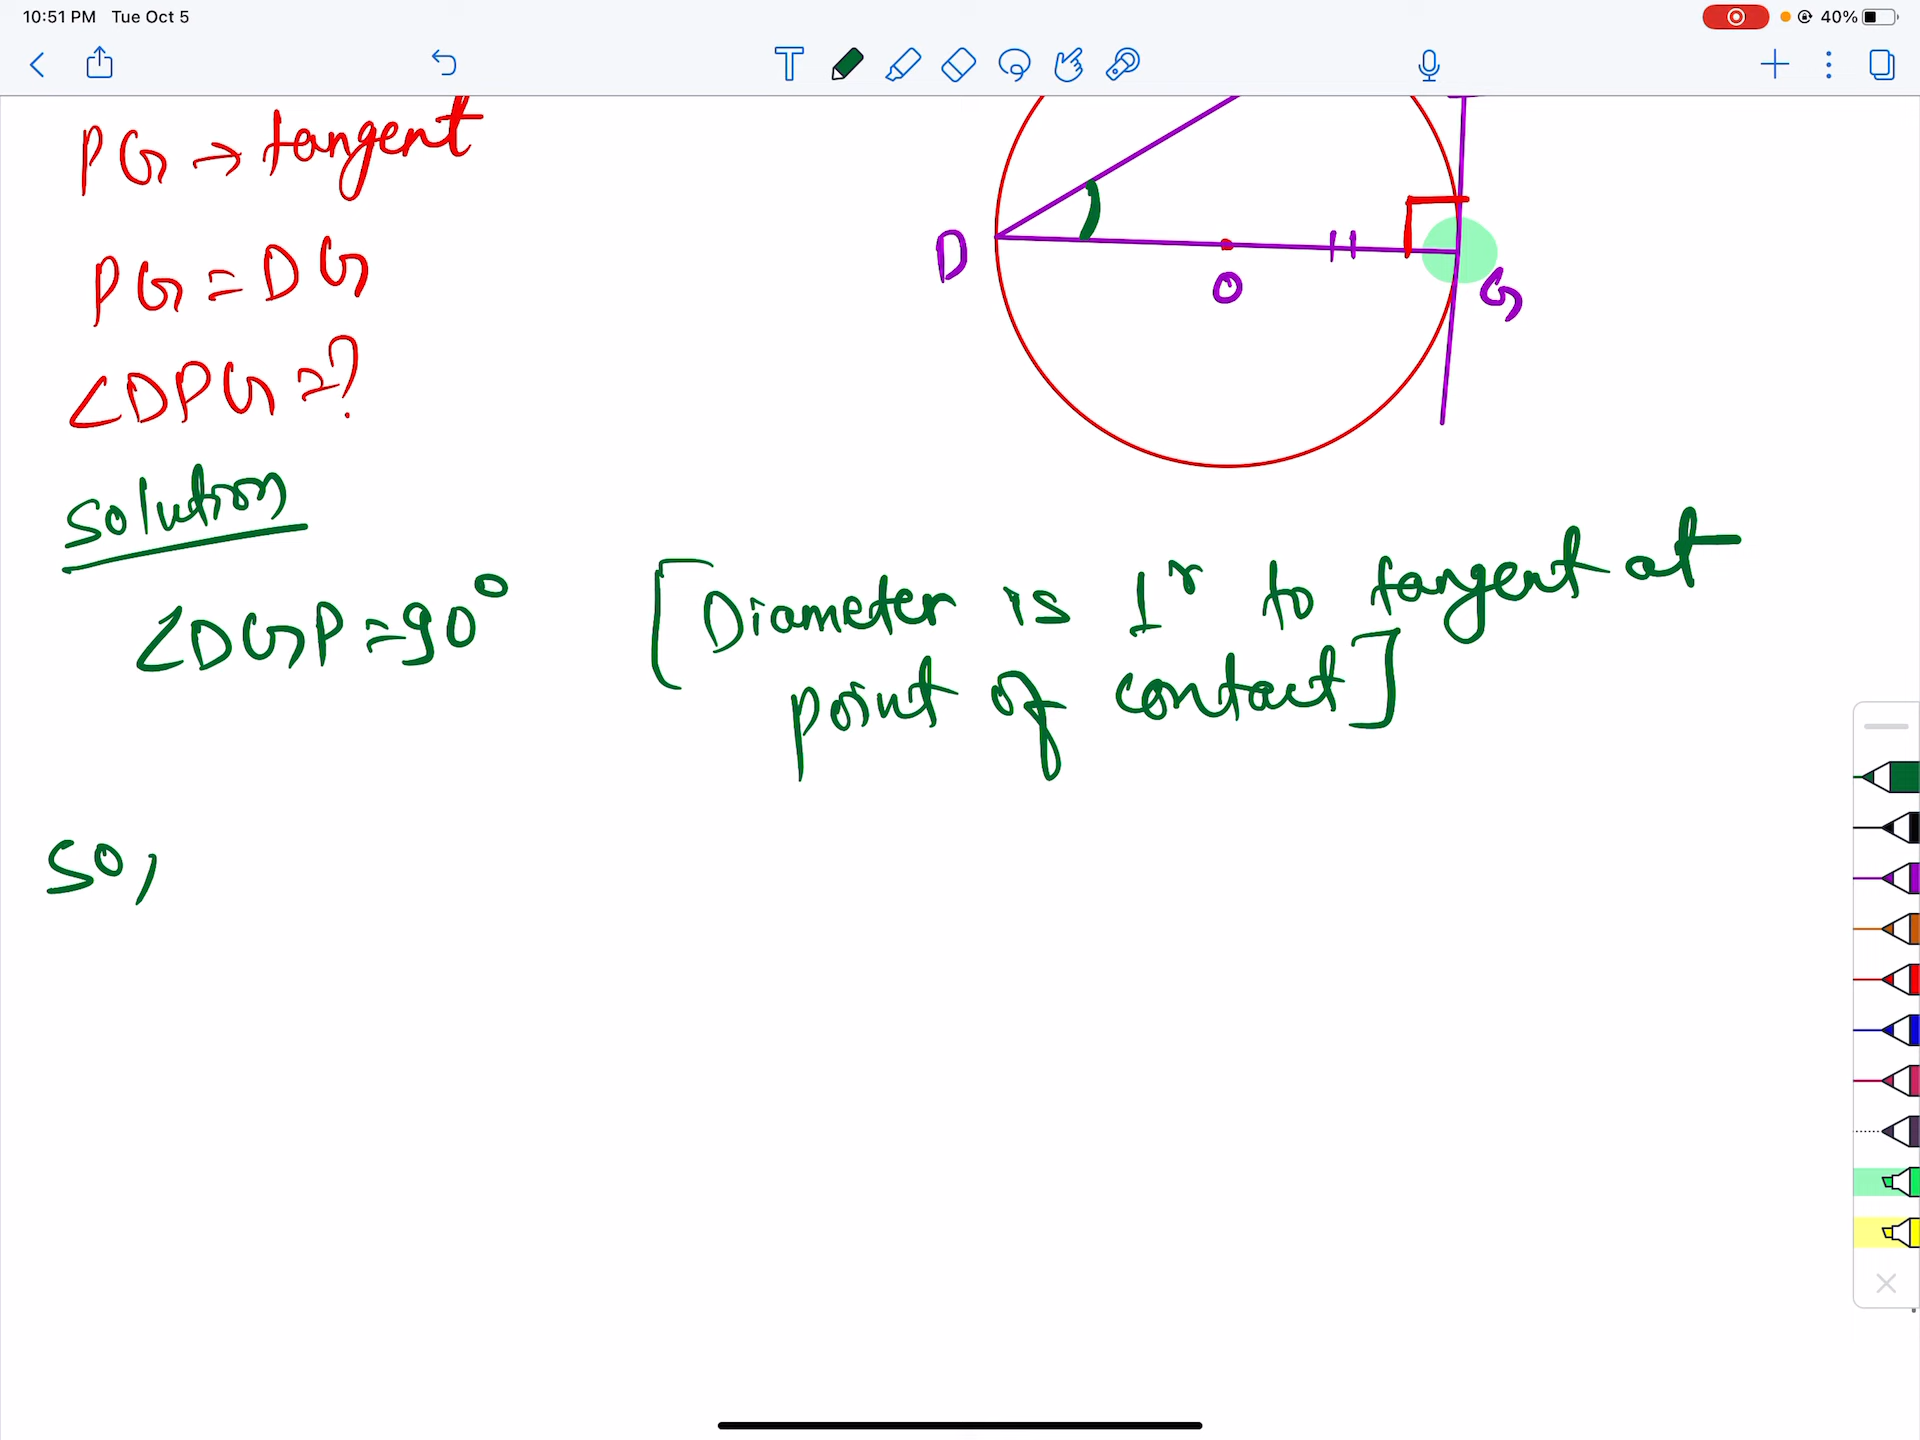 10:51 PM Tue Oct 5
40%
PG → tangent
PG = DG
∠DPG = ?
D
O
G
Solution
∠DGP = 90°
[Diameter is ⊥r to tangent at
point of contact]
So,